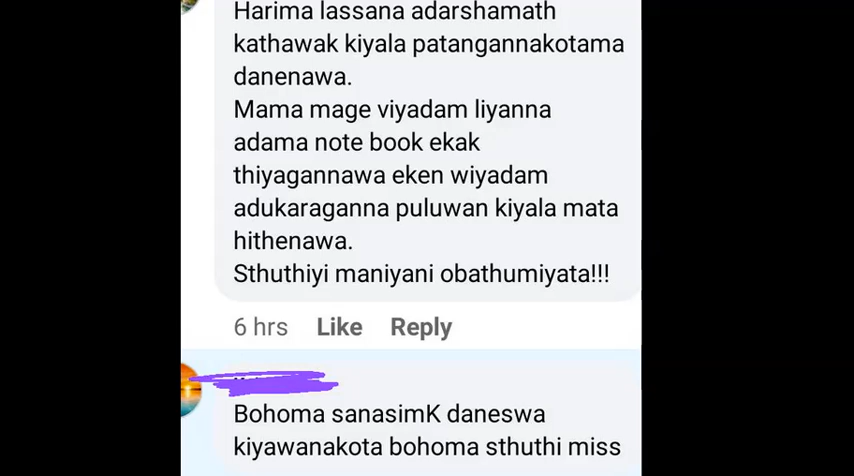 Harima lassana adarshamath
kathawak kiyala patangannakotama
danenawa.
Mama mage viyadam liyanna
adama note book ekak
thiyagannawa eken wiyadam
adukaraganna puluwan kiyala mata
hithenawa.
Sthuthiyi maniyani obathumiyata!!!
6 hrs Like Reply
Bohoma sanasimK daneswa
kiyawanakota bohoma sthuthi miss